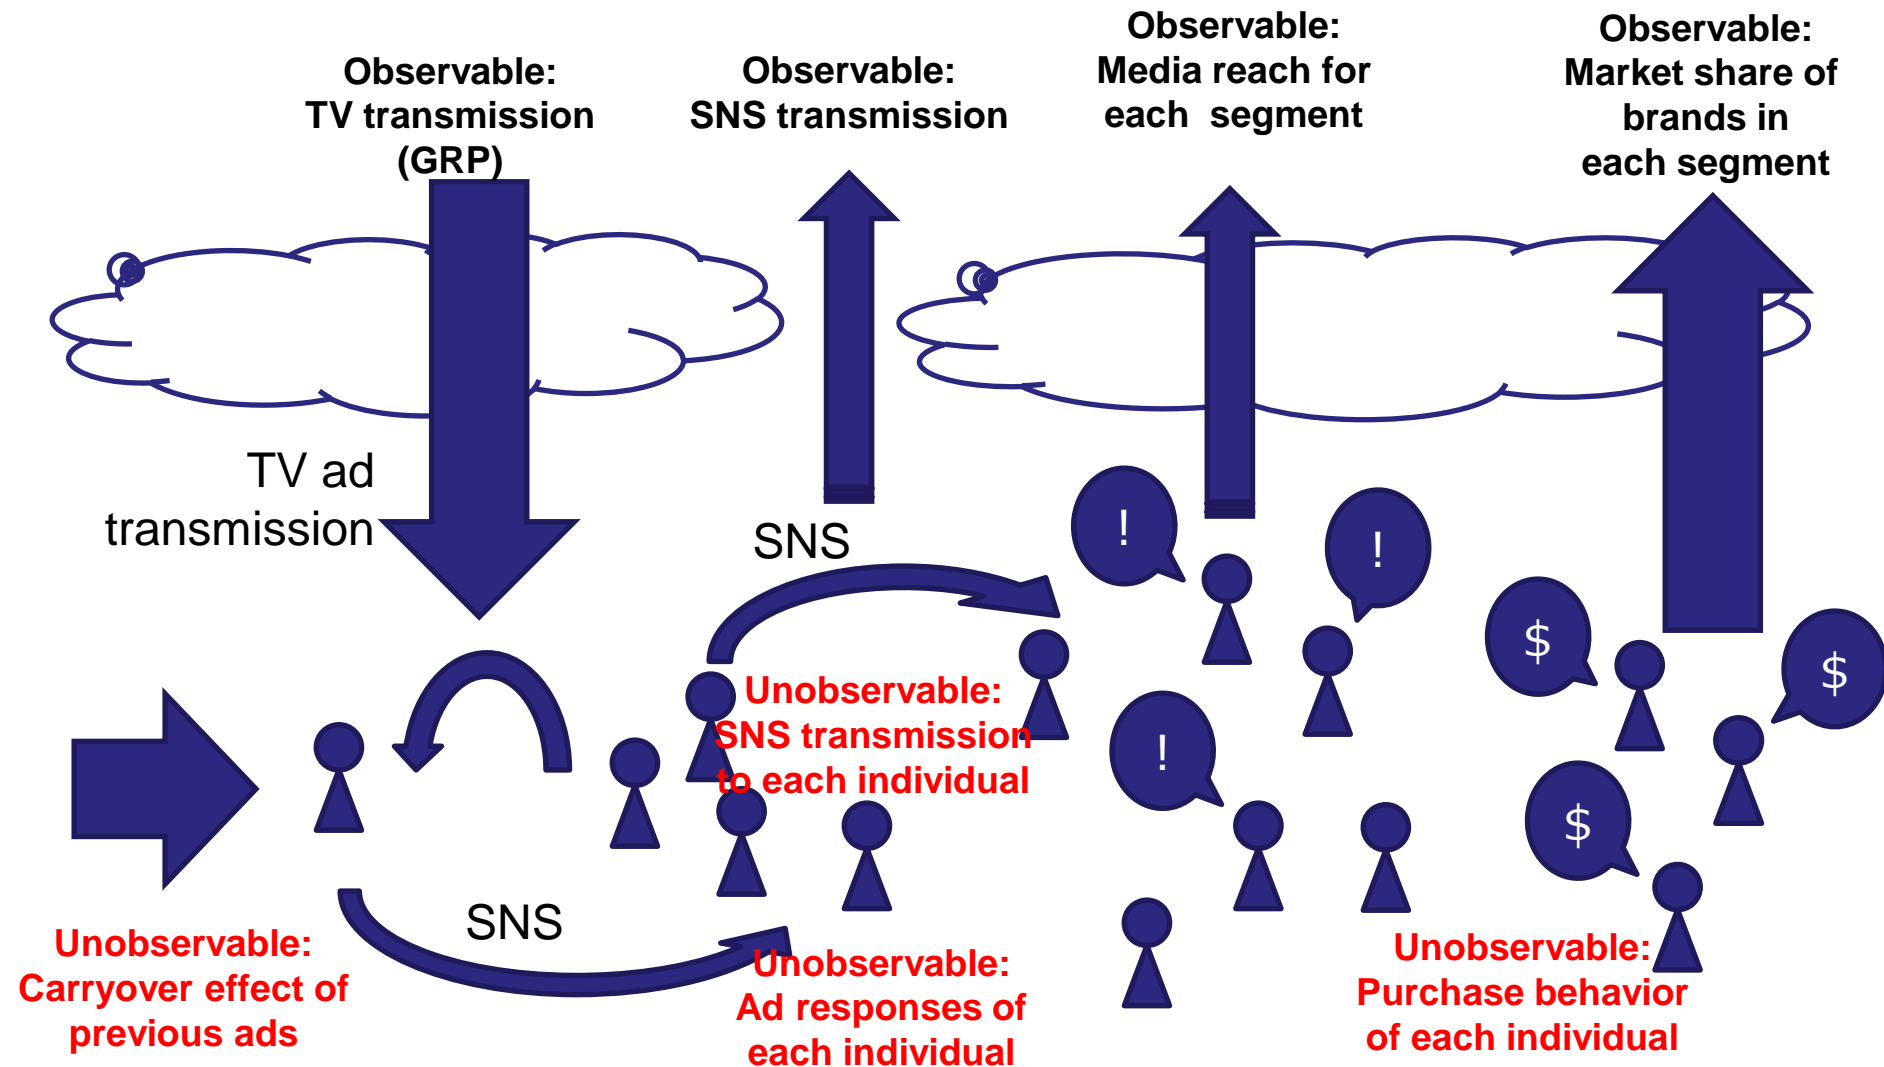 Observable:
TV transmission
(GRP)
Observable:
SNS transmission
Observable:
Media reach for
each segment
Observable:
Market share of
brands in
each segment
TV ad
transmission
SNS
!
!
!
$
$
$
Unobservable:
SNS transmission
to each individual
SNS
Unobservable:
Carryover effect of
previous ads
Unobservable:
Ad responses of
each individual
Unobservable:
Purchase behavior
of each individual